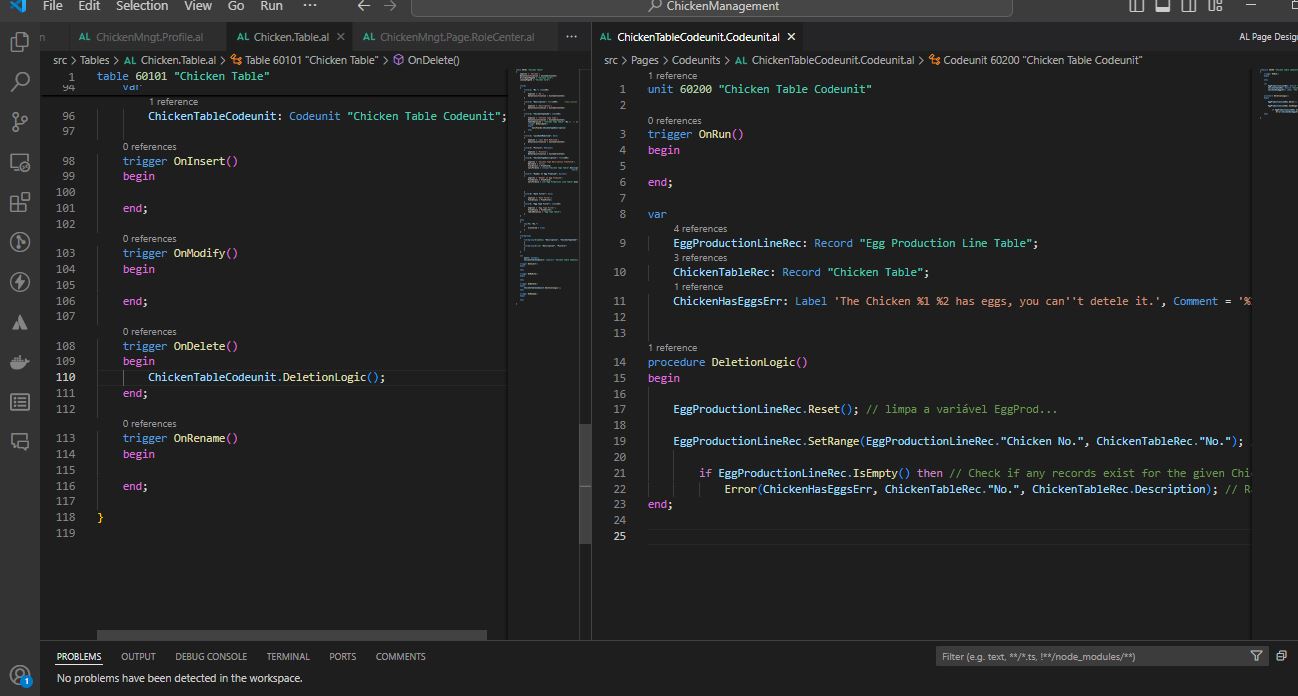 File Edit Selection View Go Run ··· ← → ChickenManagement
n AL ChickenMngt.Profile.al AL Chicken.Table.al × AL ChickenMngt.Page.RoleCenter.al ···
src > Tables > AL Chicken.Table.al > Table 60101 "Chicken Table" > OnDelete()
1 table 60101 "Chicken Table"
94 var
1 reference
96 ChickenTableCodeunit: Codeunit "Chicken Table Codeunit";
97
0 references
98 trigger OnInsert()
99 begin
100
101 end;
102
0 references
103 trigger OnModify()
104 begin
105
106 end;
107
0 references
108 trigger OnDelete()
109 begin
110 ChickenTableCodeunit.DeletionLogic();
111 end;
112
0 references
113 trigger OnRename()
114 begin
115
116 end;
117
118 }
119
AL ChickenTableCodeunit.Codeunit.al × AL Page Desig
src > Pages > Codeunits > AL ChickenTableCodeunit.Codeunit.al > Codeunit 60200 "Chicken Table Codeunit"
1 reference
1 unit 60200 "Chicken Table Codeunit"
2
0 references
3 trigger OnRun()
4 begin
5
6 end;
7
8 var
4 references
9 EggProductionLineRec: Record "Egg Production Line Table";
3 references
10 ChickenTableRec: Record "Chicken Table";
1 reference
11 ChickenHasEggsErr: Label 'The Chicken %1 %2 has eggs, you can''t detele it.', Comment = '%
12
13
1 reference
14 procedure DeletionLogic()
15 begin
16
17 EggProductionLineRec.Reset(); // limpa a variável EggProd...
18
19 EggProductionLineRec.SetRange(EggProductionLineRec."Chicken No.", ChickenTableRec."No.");
20
21 if EggProductionLineRec.IsEmpty() then // Check if any records exist for the given Chi
22 Error(ChickenHasEggsErr, ChickenTableRec."No.", ChickenTableRec.Description); // R
23 end;
24
25
PROBLEMS OUTPUT DEBUG CONSOLE TERMINAL PORTS COMMENTS
Filter (e.g. text, **/*.ts, !**/node_modules/**)
No problems have been detected in the workspace.
1